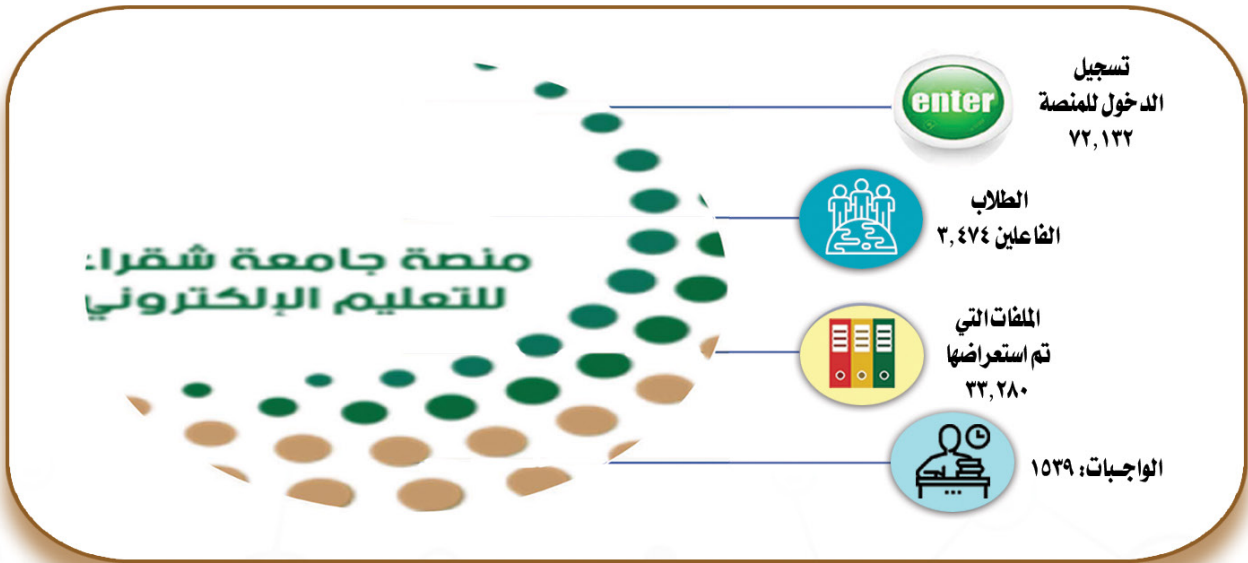 تسجيل
الدخول للمنصة
٧٢,١٣٢
enter
الطلاب
الفاعلين ٣,٤٧٤
منصة جامعة شقراء
للتعليم الإلكتروني
الملفات التي
تم استعراضها
٣٣,٢٨٠
الواجبات: ١٥٣٩